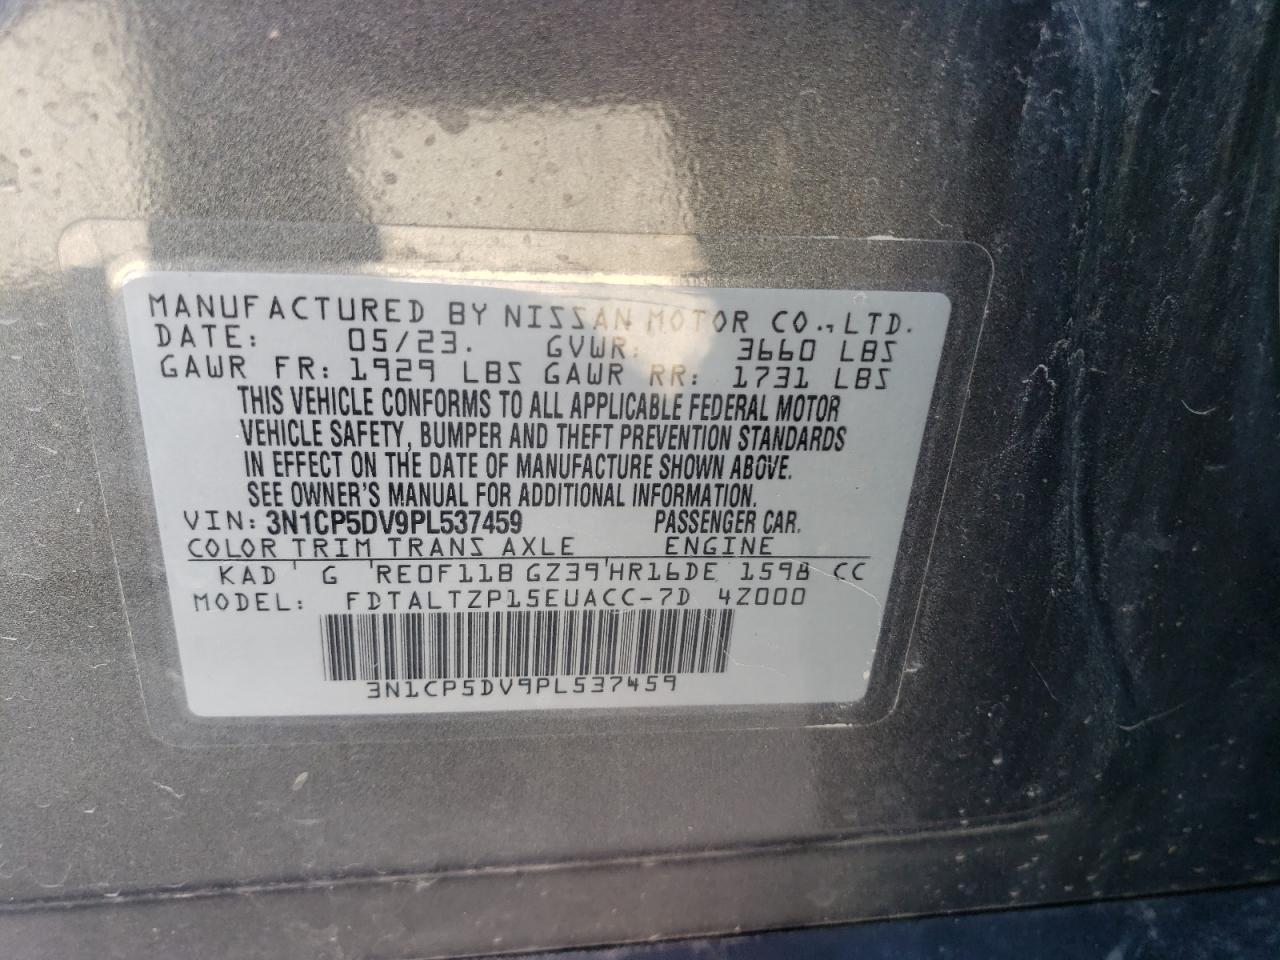 MANUFACTURED BY NISSAN MOTOR CO., LTD.
DATE: 05/23. GVWR: 3660 LBS
GAWR FR: 1929 LBS GAWR RR: 1731 LBS
THIS VEHICLE CONFORMS TO ALL APPLICABLE FEDERAL MOTOR
VEHICLE SAFETY, BUMPER AND THEFT PREVENTION STANDARDS
IN EFFECT ON THE DATE OF MANUFACTURE SHOWN ABOVE.
SEE OWNER'S MANUAL FOR ADDITIONAL INFORMATION.
VIN: 3N1CP5DV9PL537459 PASSENGER CAR.
COLOR TRIM TRANS AXLE ENGINE
KAD ' G ' RE0F11B GZ39'HR16DE 1598 CC
MODEL: FDTALTZP15EUACC-7D 4Z000
3N1CP5DV9PL537459